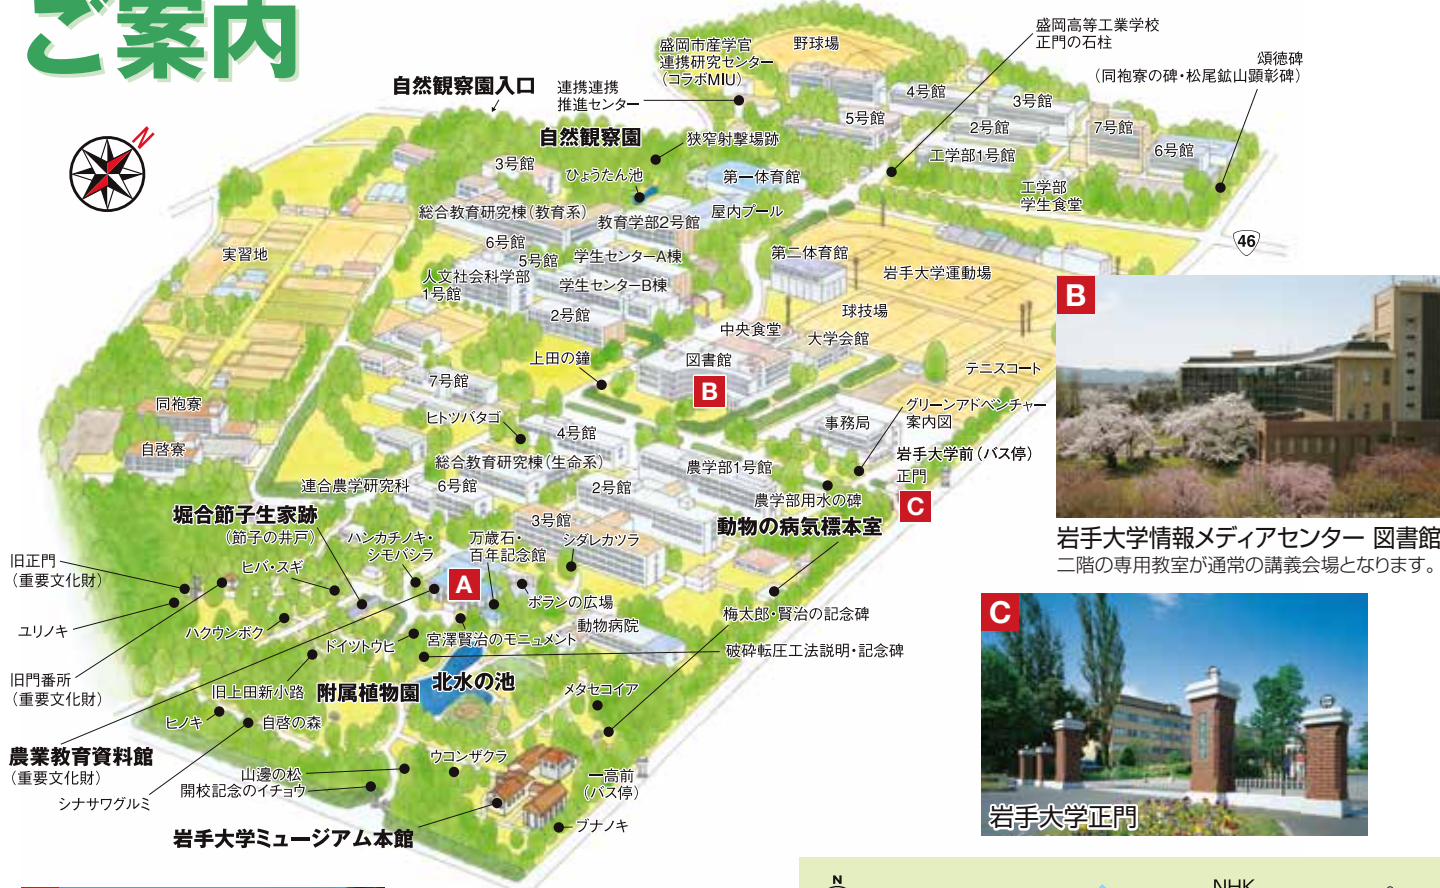 ご案内
N
自然観察園入口
連携連携
推進センター
盛岡市産学官
連携研究センター
(コラボMIU)
野球場
盛岡高等工業学校
正門の石柱
頌徳碑
(同袍寮の碑・松尾鉱山顕彰碑)
4号館
3号館
5号館
2号館
7号館
6号館
工学部1号館
工学部
学生食堂
自然観察園
狭窄射撃場跡
3号館
ひょうたん池
第一体育館
総合教育研究棟(教育系)
教育学部2号館
屋内プール
46
実習地
6号館
5号館
学生センターA棟
第二体育館
人文社会科学部
1号館
学生センターB棟
岩手大学運動場
2号館
球技場
中央食堂
大学会館
上田の鐘
図書館
テニスコート
B
7号館
同袍寮
ヒトツバタゴ
グリーンアドベンチャー
案内図
事務局
4号館
自啓寮
岩手大学前(バス停)
総合教育研究棟(生命系)
農学部1号館
正門
連合農学研究科
6号館
2号館
農学部用水の碑
C
堀合節子生家跡
(節子の井戸)
3号館
動物の病気標本室
ハンカチノキ・
シモバシラ
万歳石・
百年記念館
シダレカツラ
旧正門
(重要文化財)
ヒバ・スギ
A
ポランの広場
ユリノキ
ハクウンボク
ドイツトウヒ
宮澤賢治のモニュメント
動物病院
梅太郎・賢治の記念碑
破砕転圧工法説明・記念碑
旧門番所
(重要文化財)
旧上田新小路
附属植物園
北水の池
メタセコイア
ヒノキ
自啓の森
農業教育資料館
(重要文化財)
シナサワグルミ
山邊の松
開校記念のイチョウ
ウコンザクラ
一高前
(バス停)
岩手大学ミュージアム本館
ブナノキ
B
岩手大学情報メディアセンター 図書館
二階の専用教室が通常の講義会場となります。
C
岩手大学正門
N
NHK